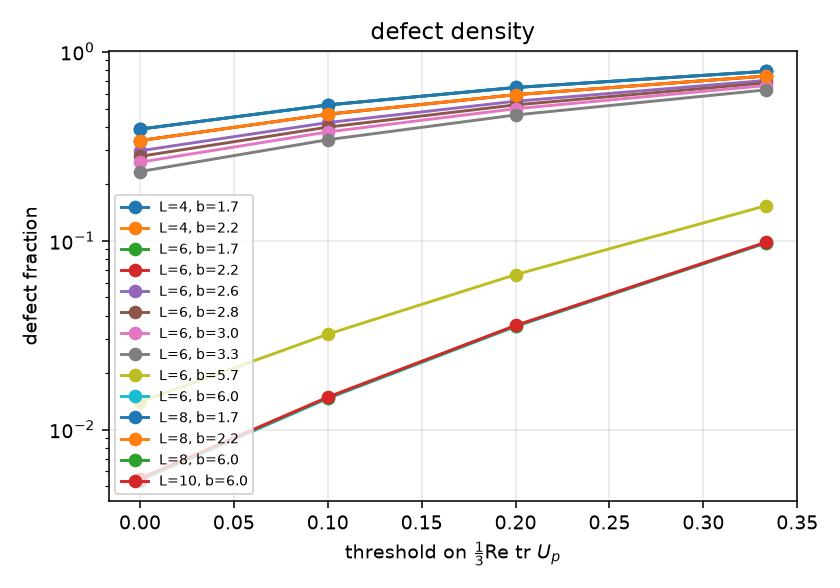 defect density
defect fraction
10⁰
10⁻¹
10⁻²
L=4, b=1.7
L=4, b=2.2
L=6, b=1.7
L=6, b=2.2
L=6, b=2.6
L=6, b=2.8
L=6, b=3.0
L=6, b=3.3
L=6, b=5.7
L=6, b=6.0
L=8, b=1.7
L=8, b=2.2
L=8, b=6.0
L=10, b=6.0
0.00 0.05 0.10 0.15 0.20 0.25 0.30 0.35
threshold on 1/3 Re tr Uₚ